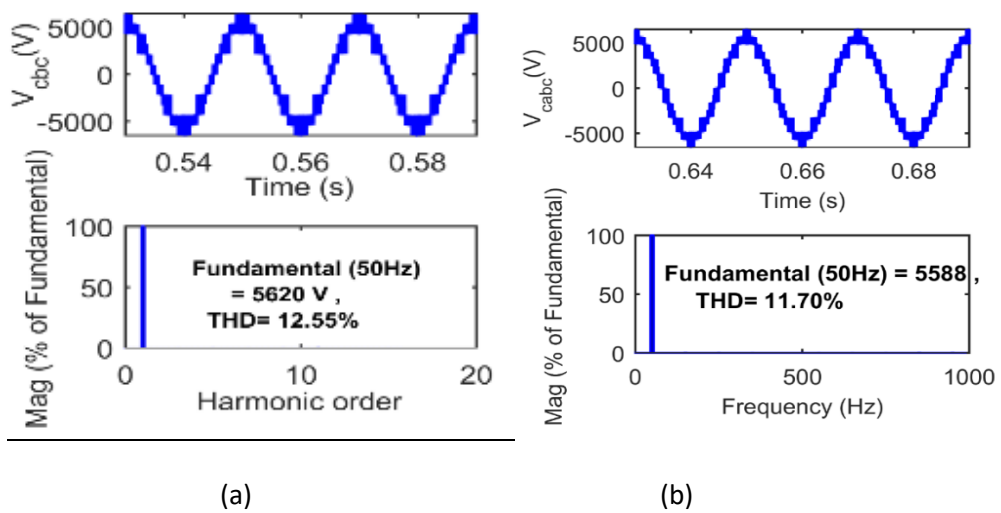 V_cbc(V)
5000
0
-5000
0.54 0.56 0.58
Time (s)
Mag (% of Fundamental)
100
50
0
Fundamental (50Hz)
= 5620 V ,
THD= 12.55%
0 10 20
Harmonic order
(a)
V_cabc(V)
5000
0
-5000
0.64 0.66 0.68
Time (s)
Mag (% of Fundamental)
100
50
0
Fundamental (50Hz) = 5588 ,
THD= 11.70%
0 500 1000
Frequency (Hz)
(b)